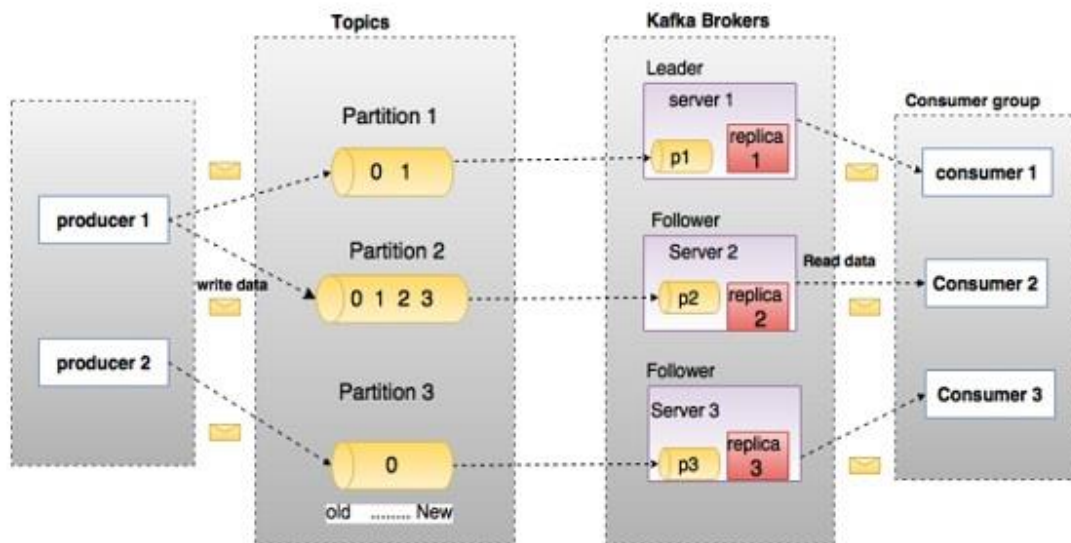 Topics
Kafka Brokers
Leader
server 1
Consumer group
Partition 1
replica
1
p1
0 1
consumer 1
producer 1
Follower
Partition 2
Server 2
Read data
write data
0 1 2 3
p2
replica
2
Consumer 2
producer 2
Follower
Partition 3
Server 3
Consumer 3
replica
3
0
p3
old ........ New